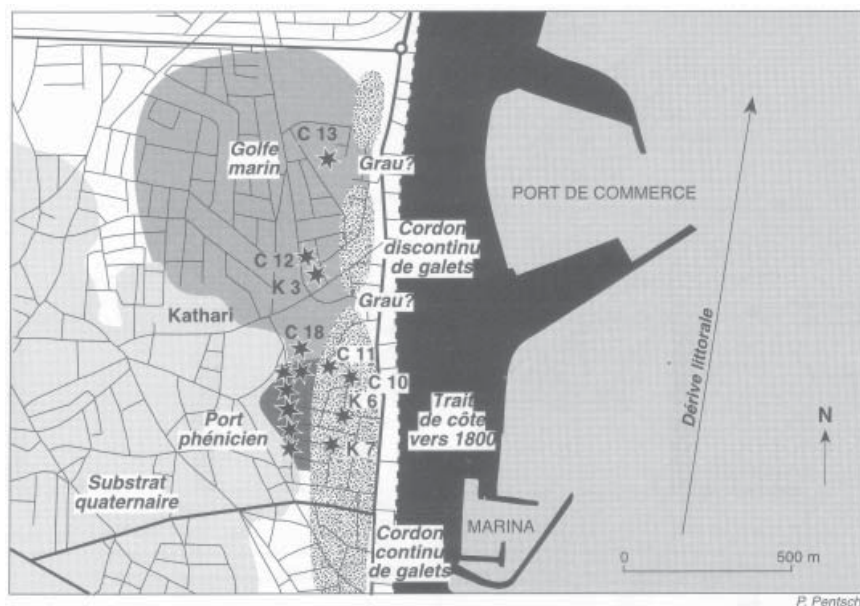 C 13
Golfe
marin
Grau?
PORT DE COMMERCE
Cordon
discontinu
de galets
C 12
K 3
Grau?
Kathari
C 18
C 11
C 10
K 6
K 7
Port
phénicien
Trait
de côte
vers 1800
Dérive littorale
N
Substrat
quaternaire
MARINA
Cordon
continu
de galets
0 500 m
P. Pentsch